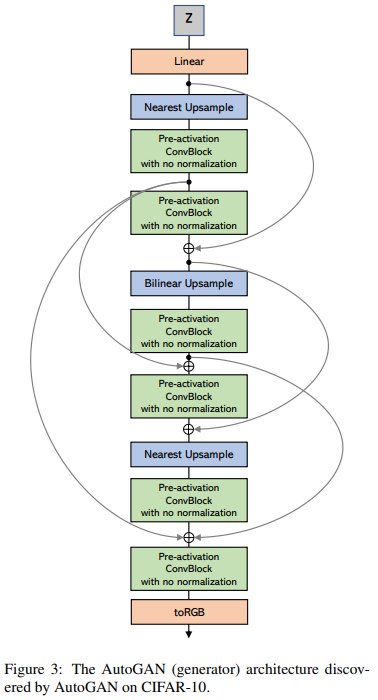 Z
Linear
Nearest Upsample
Pre-activation
ConvBlock
with no normalization
Pre-activation
ConvBlock
with no normalization
Bilinear Upsample
Pre-activation
ConvBlock
with no normalization
Pre-activation
ConvBlock
with no normalization
Nearest Upsample
Pre-activation
ConvBlock
with no normalization
Pre-activation
ConvBlock
with no normalization
toRGB
Figure 3: The AutoGAN (generator) architecture discov-
ered by AutoGAN on CIFAR-10.